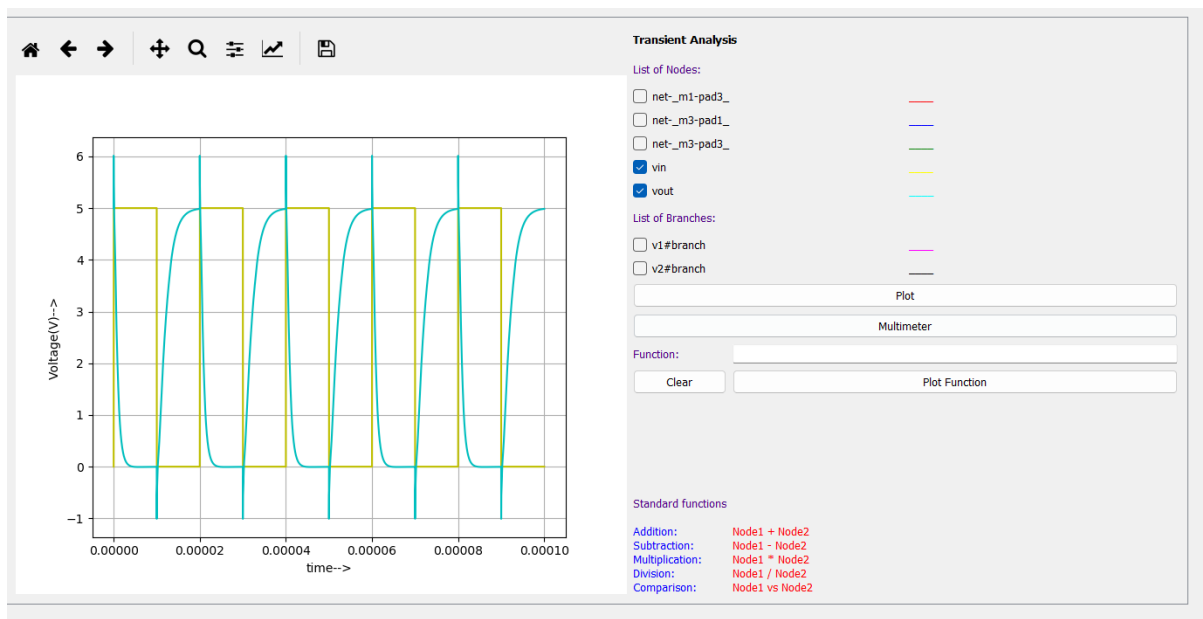 Transient Analysis
List of Nodes:
net-_m1-pad3_
net-_m3-pad1_
net-_m3-pad3_
vin
vout
List of Branches:
v1#branch
v2#branch
Plot
Multimeter
Function:
Clear
Plot Function
Standard functions
Addition: Node1 + Node2
Subtraction: Node1 - Node2
Multiplication: Node1 * Node2
Division: Node1 / Node2
Comparison: Node1 vs Node2
6
5
4
3
2
1
0
−1
Voltage(V)-->
0.00000 0.00002 0.00004 0.00006 0.00008 0.00010
time-->